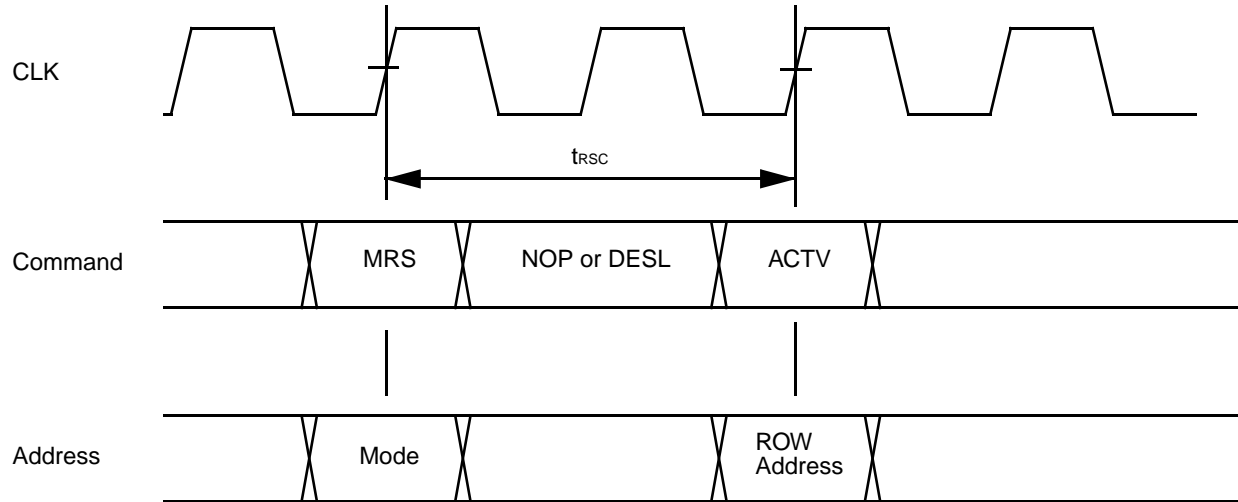 CLK
tRSC
Command
MRS
NOP or DESL
ACTV
Address
Mode
ROW
Address